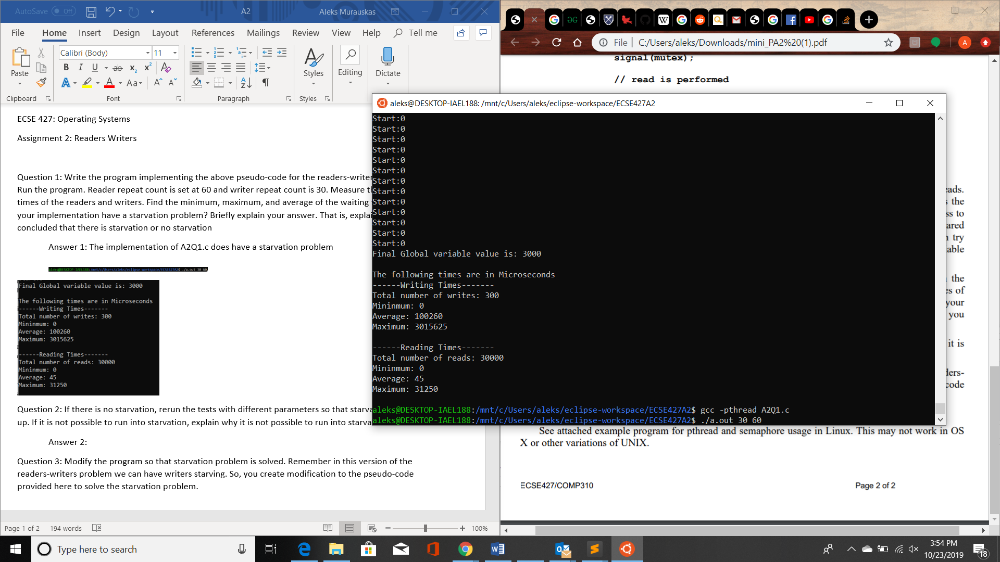 AutoSave Off A2 Aleks Murauskas
File Home Insert Design Layout References Mailings Review View Help Tell me
Calibri (Body) 11
Paste Styles Editing Dictate
Clipboard Font Paragraph Styles
ECSE 427: Operating Systems
Assignment 2: Readers Writers
Question 1: Write the program implementing the above pseudo-code for the readers-writer
Run the program. Reader repeat count is set at 60 and writer repeat count is 30. Measure th
times of the readers and writers. Find the minimum, maximum, and average of the waiting
your implementation have a starvation problem? Briefly explain your answer. That is, explai
concluded that there is starvation or no starvation
Answer 1: The implementation of A2Q1.c does have a starvation problem
aleks@DESKTOP-IAEL188:/mnt/c/Users/aleks/eclipse-workspace/ECSE427A2$ ./a.out 30 60
Final Global variable value is: 3000
The following times are in Microseconds
------Writing Times-------
Total number of writes: 300
Mininmum: 0
Average: 100260
Maximum: 3015625
------Reading Times-------
Total number of reads: 30000
Mininmum: 0
Average: 45
Maximum: 31250
Question 2: If there is no starvation, rerun the tests with different parameters so that starva
up. If it is not possible to run into starvation, explain why it is not possible to run into starva
Answer 2:
Question 3: Modify the program so that starvation problem is solved. Remember in this version of the
readers-writers problem we can have writers starving. So, you create modification to the pseudo-code
provided here to solve the starvation problem.
Page 1 of 2 194 words 100%
File C:/Users/aleks/Downloads/mini_PA2%20(1).pdf A
signal(mutex);
// read is performed
aleks@DESKTOP-IAEL188: /mnt/c/Users/aleks/eclipse-workspace/ECSE427A2
Start:0
Start:0
Start:0
Start:0
Start:0
Start:0
Start:0
Start:0
Start:0
Start:0
Start:0
Start:0
Start:0
Final Global variable value is: 3000
The following times are in Microseconds
------Writing Times-------
Total number of writes: 300
Mininmum: 0
Average: 100260
Maximum: 3015625
------Reading Times-------
Total number of reads: 30000
Mininmum: 0
Average: 45
Maximum: 31250
aleks@DESKTOP-IAEL188:/mnt/c/Users/aleks/eclipse-workspace/ECSE427A2$ gcc -pthread A2Q1.c
aleks@DESKTOP-IAEL188:/mnt/c/Users/aleks/eclipse-workspace/ECSE427A2$ ./a.out 30 60
eads.
s the
ss to
ared
n try
iable
the
es of
your
you
it is
lers-
code
See attached example program for pthread and semaphore usage in Linux. This may not work in OS
X or other variations of UNIX.
ECSE427/COMP310 Page 2 of 2
Type here to search
3:54 PM
10/23/2019
18